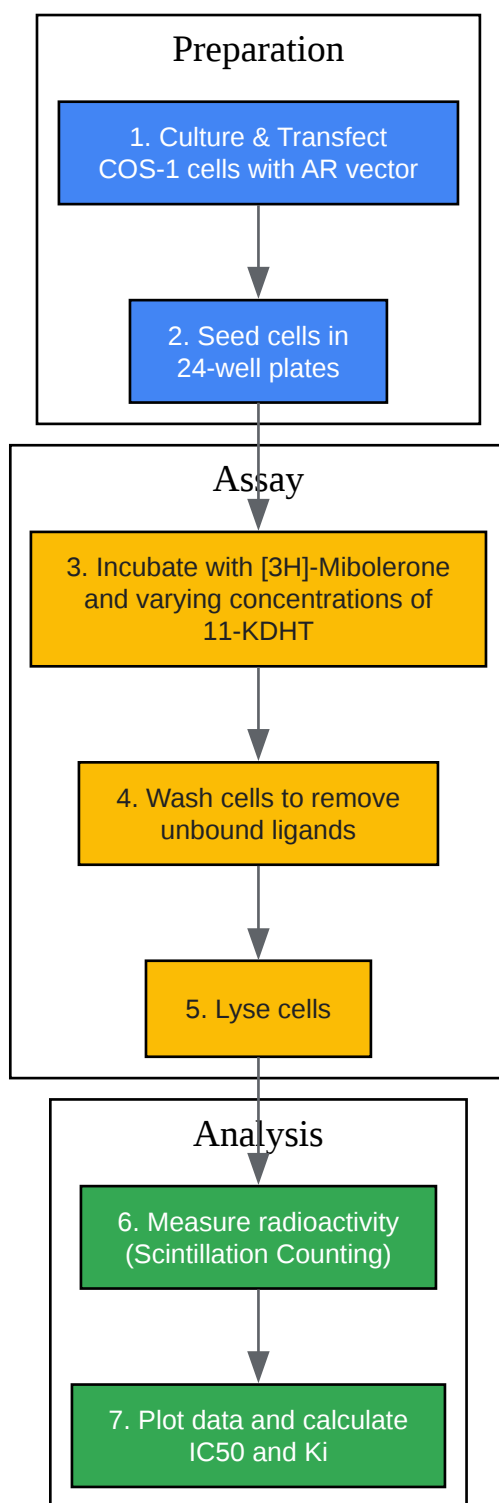 Preparation
1. Culture & Transfect
COS-1 cells with AR vector
2. Seed cells in
24-well plates
Assay
3. Incubate with [3H]-Mibolerone
and varying concentrations of
11-KDHT
4. Wash cells to remove
unbound ligands
5. Lyse cells
Analysis
6. Measure radioactivity
(Scintillation Counting)
7. Plot data and calculate
IC50 and Ki